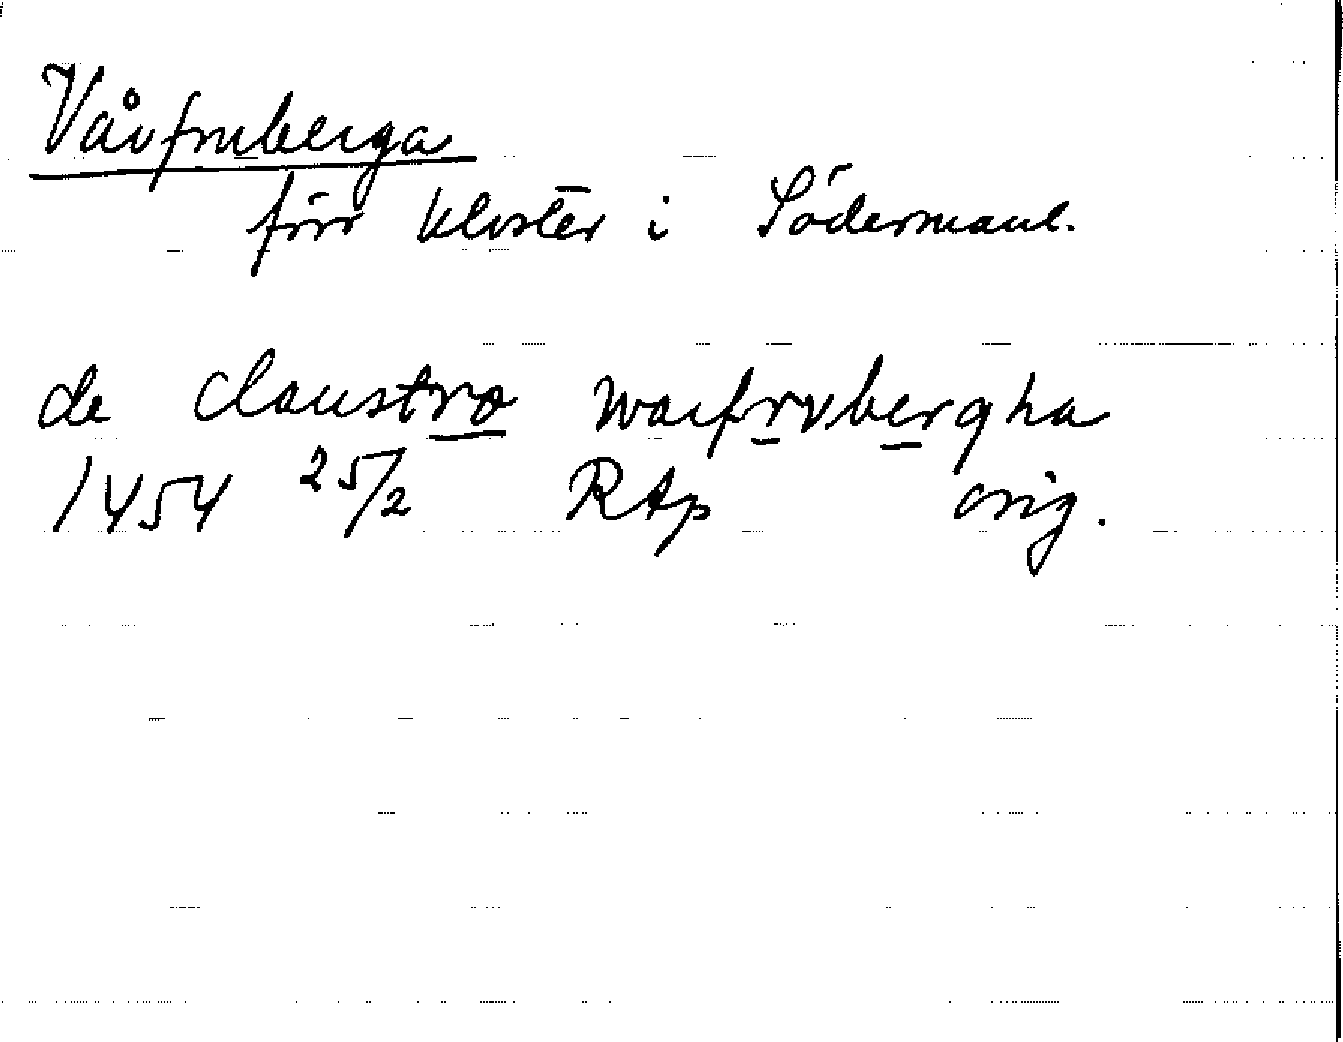 Vårfruberga
förr kloster i Södermanl.
de claustro warfrvbergha
1454 25/2 RAp orig.